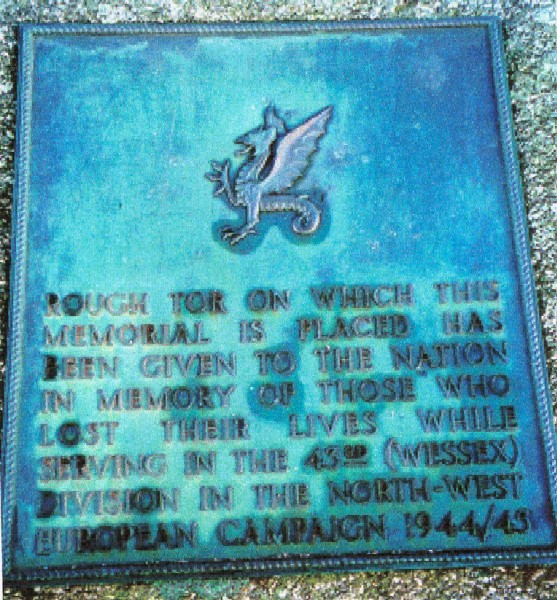 ROUGH TOR ON WHICH THIS
MEMORIAL IS PLACED HAS
BEEN GIVEN TO THE NATION
IN MEMORY OF THOSE WHO
LOST THEIR LIVES WHILE
SERVING IN THE 43RD (WESSEX)
DIVISION IN THE NORTH-WEST
EUROPEAN CAMPAIGN 1944/45